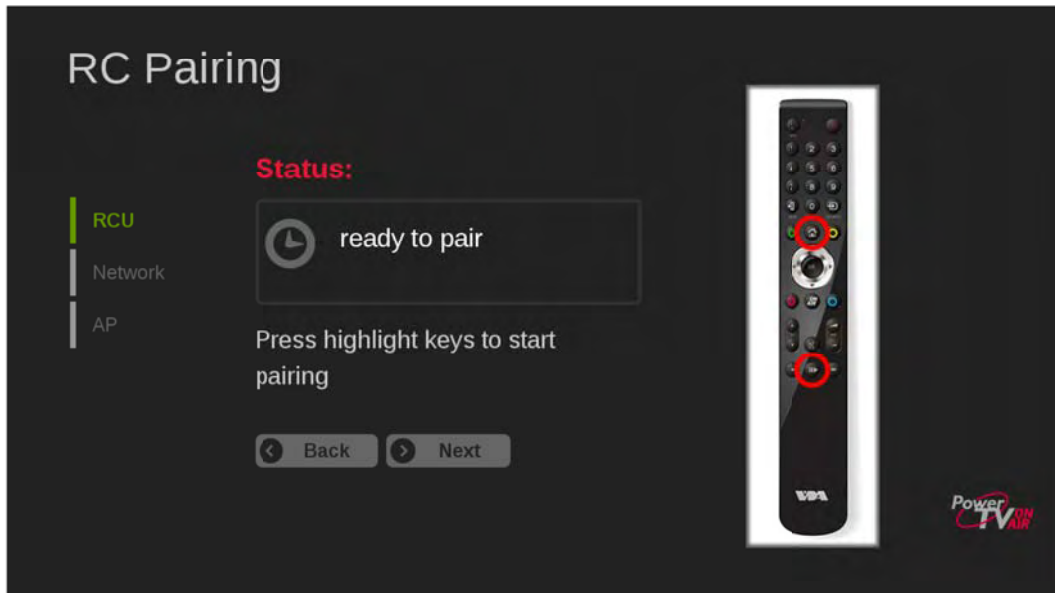 RC Pairing
Status:
RCU
ready to pair
Network
AP
Press highlight keys to start
pairing
Back
Next
VDA
Power
TV ON
AIR